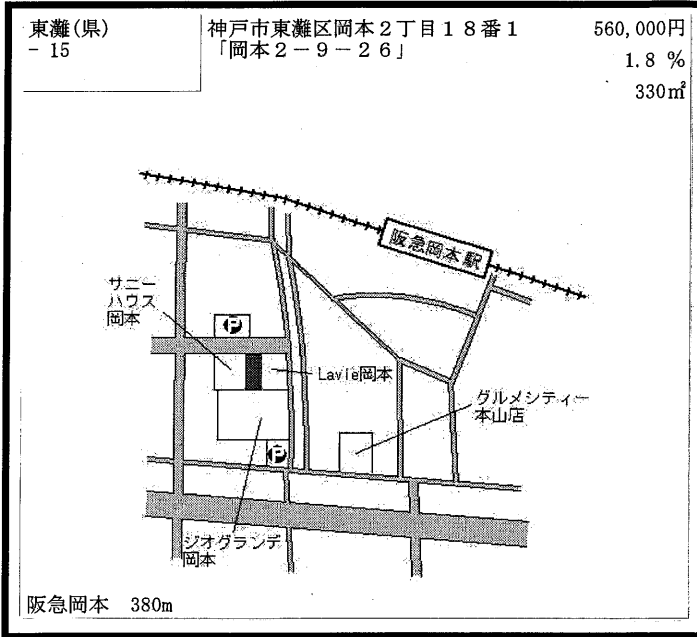 東灘(県)
- 15
神戸市東灘区岡本2丁目18番1
「岡本2-9-26」
560,000円
1.8 %
330㎡
阪急岡本駅
サニー
ハウス
岡本
P
Lavie岡本
グルメシティー
本山店
P
ジオグランデ
岡本
阪急岡本 380m